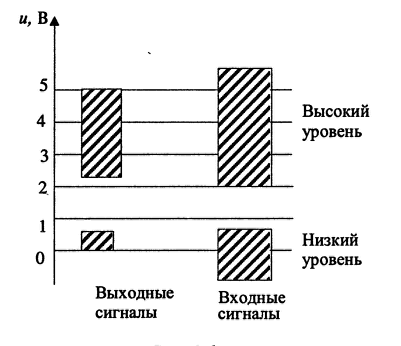 u, В
5
4
3
2
1
0
Высокий
уровень
Низкий
уровень
Выходные
сигналы
Входные
сигналы